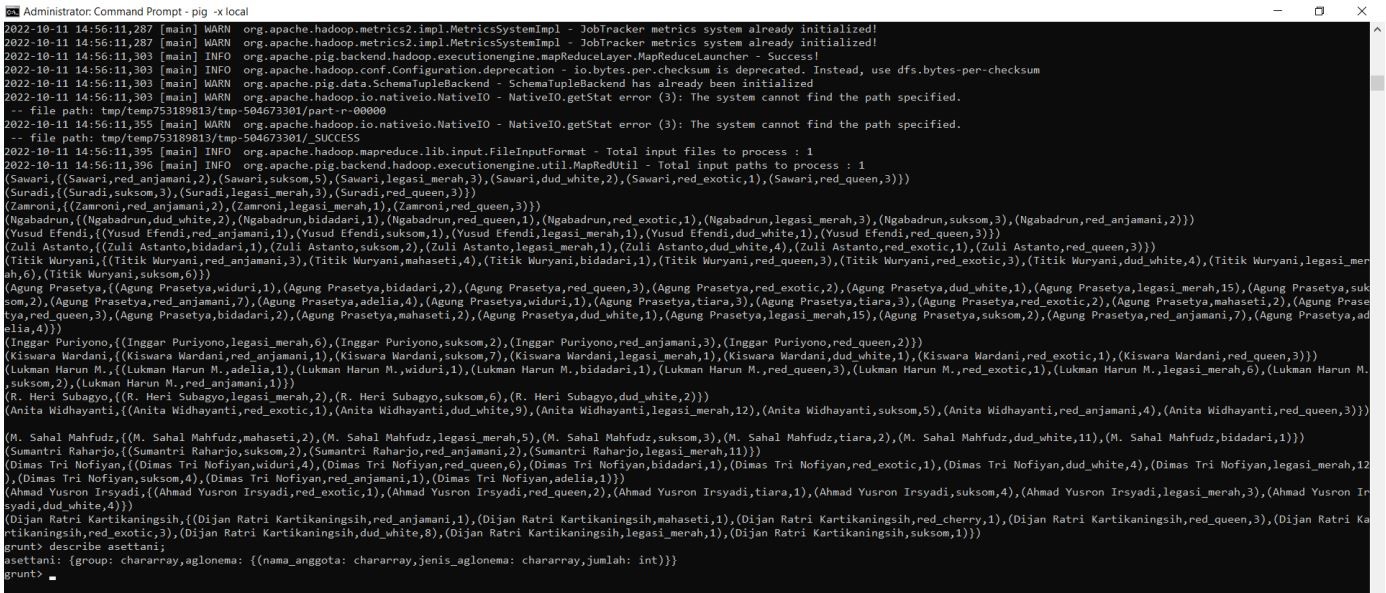 Administrator: Command Prompt - pig -x local
2022-10-11 14:56:11,287 [main] WARN  org.apache.hadoop.metrics2.impl.MetricsSystemImpl - JobTracker metrics system already initialized!
2022-10-11 14:56:11,287 [main] WARN  org.apache.hadoop.metrics2.impl.MetricsSystemImpl - JobTracker metrics system already initialized!
2022-10-11 14:56:11,303 [main] INFO  org.apache.pig.backend.hadoop.executionengine.mapReduceLayer.MapReduceLauncher - Success!
2022-10-11 14:56:11,303 [main] INFO  org.apache.hadoop.conf.Configuration.deprecation - io.bytes.per.checksum is deprecated. Instead, use dfs.bytes-per-checksum
2022-10-11 14:56:11,303 [main] WARN  org.apache.pig.data.SchemaTupleBackend - SchemaTupleBackend has already been initialized
2022-10-11 14:56:11,303 [main] WARN  org.apache.hadoop.io.nativeio.NativeIO - NativeIO.getStat error (3): The system cannot find the path specified.
 -- file path: tmp/temp753189813/tmp-504673301/part-r-00000
2022-10-11 14:56:11,355 [main] WARN  org.apache.hadoop.io.nativeio.NativeIO - NativeIO.getStat error (3): The system cannot find the path specified.
 -- file path: tmp/temp753189813/tmp-504673301/_SUCCESS
2022-10-11 14:56:11,395 [main] INFO  org.apache.hadoop.mapreduce.lib.input.FileInputFormat - Total input files to process : 1
2022-10-11 14:56:11,396 [main] INFO  org.apache.pig.backend.hadoop.executionengine.util.MapRedUtil - Total input paths to process : 1
(Sawari,{(Sawari,red_anjamani,2),(Sawari,suksom,5),(Sawari,legasi_merah,3),(Sawari,dud_white,2),(Sawari,red_exotic,1),(Sawari,red_queen,3)})
(Suradi,{(Suradi,suksom,3),(Suradi,legasi_merah,3),(Suradi,red_queen,3)})
(Zamroni,{(Zamroni,red_anjamani,2),(Zamroni,legasi_merah,1),(Zamroni,red_queen,3)})
(Ngabadrun,{(Ngabadrun,dud_white,2),(Ngabadrun,bidadari,1),(Ngabadrun,red_queen,1),(Ngabadrun,red_exotic,1),(Ngabadrun,legasi_merah,3),(Ngabadrun,suksom,3),(Ngabadrun,red_anjamani,2)})
(Yusud Efendi,{(Yusud Efendi,red_anjamani,1),(Yusud Efendi,suksom,1),(Yusud Efendi,legasi_merah,1),(Yusud Efendi,dud_white,1),(Yusud Efendi,red_queen,3)})
(Zuli Astanto,{(Zuli Astanto,bidadari,1),(Zuli Astanto,suksom,2),(Zuli Astanto,legasi_merah,1),(Zuli Astanto,dud_white,4),(Zuli Astanto,red_exotic,1),(Zuli Astanto,red_queen,3)})
(Titik Wuryani,{(Titik Wuryani,red_anjamani,3),(Titik Wuryani,mahaseti,4),(Titik Wuryani,bidadari,1),(Titik Wuryani,red_queen,3),(Titik Wuryani,red_exotic,3),(Titik Wuryani,dud_white,4),(Titik Wuryani,legasi_mer
ah,6),(Titik Wuryani,suksom,6)})
(Agung Prasetya,{(Agung Prasetya,widuri,1),(Agung Prasetya,bidadari,2),(Agung Prasetya,red_queen,3),(Agung Prasetya,red_exotic,2),(Agung Prasetya,dud_white,1),(Agung Prasetya,legasi_merah,15),(Agung Prasetya,suk
som,2),(Agung Prasetya,red_anjamani,7),(Agung Prasetya,adelia,4),(Agung Prasetya,widuri,1),(Agung Prasetya,tiara,3),(Agung Prasetya,tiara,3),(Agung Prasetya,red_exotic,2),(Agung Prasetya,mahaseti,2),(Agung Prase
tya,red_queen,3),(Agung Prasetya,bidadari,2),(Agung Prasetya,mahaseti,2),(Agung Prasetya,dud_white,1),(Agung Prasetya,legasi_merah,15),(Agung Prasetya,suksom,2),(Agung Prasetya,red_anjamani,7),(Agung Prasetya,ad
elia,4)})
(Inggar Puriyono,{(Inggar Puriyono,legasi_merah,6),(Inggar Puriyono,suksom,2),(Inggar Puriyono,red_anjamani,3),(Inggar Puriyono,red_queen,2)})
(Kiswara Wardani,{(Kiswara Wardani,red_anjamani,1),(Kiswara Wardani,suksom,7),(Kiswara Wardani,legasi_merah,1),(Kiswara Wardani,dud_white,1),(Kiswara Wardani,red_exotic,1),(Kiswara Wardani,red_queen,3)})
(Lukman Harun M.,{(Lukman Harun M.,adelia,1),(Lukman Harun M.,widuri,1),(Lukman Harun M.,bidadari,1),(Lukman Harun M.,red_queen,3),(Lukman Harun M.,red_exotic,1),(Lukman Harun M.,legasi_merah,6),(Lukman Harun M.
,suksom,2),(Lukman Harun M.,red_anjamani,1)})
(R. Heri Subagyo,{(R. Heri Subagyo,legasi_merah,2),(R. Heri Subagyo,suksom,6),(R. Heri Subagyo,dud_white,2)})
(Anita Widhayanti,{(Anita Widhayanti,red_exotic,1),(Anita Widhayanti,dud_white,9),(Anita Widhayanti,legasi_merah,12),(Anita Widhayanti,suksom,5),(Anita Widhayanti,red_anjamani,4),(Anita Widhayanti,red_queen,3)})
(M. Sahal Mahfudz,{(M. Sahal Mahfudz,mahaseti,2),(M. Sahal Mahfudz,legasi_merah,5),(M. Sahal Mahfudz,suksom,3),(M. Sahal Mahfudz,tiara,2),(M. Sahal Mahfudz,dud_white,11),(M. Sahal Mahfudz,bidadari,1)})
(Sumantri Raharjo,{(Sumantri Raharjo,suksom,2),(Sumantri Raharjo,red_anjamani,2),(Sumantri Raharjo,legasi_merah,11)})
(Dimas Tri Nofiyan,{(Dimas Tri Nofiyan,widuri,4),(Dimas Tri Nofiyan,red_queen,6),(Dimas Tri Nofiyan,bidadari,1),(Dimas Tri Nofiyan,red_exotic,1),(Dimas Tri Nofiyan,dud_white,4),(Dimas Tri Nofiyan,legasi_merah,12
),(Dimas Tri Nofiyan,suksom,4),(Dimas Tri Nofiyan,red_anjamani,1),(Dimas Tri Nofiyan,adelia,1)})
(Ahmad Yusron Irsyadi,{(Ahmad Yusron Irsyadi,red_exotic,1),(Ahmad Yusron Irsyadi,red_queen,2),(Ahmad Yusron Irsyadi,tiara,1),(Ahmad Yusron Irsyadi,suksom,4),(Ahmad Yusron Irsyadi,legasi_merah,3),(Ahmad Yusron Ir
syadi,dud_white,4)})
(Dijan Ratri Kartikaningsih,{(Dijan Ratri Kartikaningsih,red_anjamani,1),(Dijan Ratri Kartikaningsih,mahaseti,1),(Dijan Ratri Kartikaningsih,red_cherry,1),(Dijan Ratri Kartikaningsih,red_queen,3),(Dijan Ratri Ka
rtikaningsih,red_exotic,3),(Dijan Ratri Kartikaningsih,dud_white,8),(Dijan Ratri Kartikaningsih,legasi_merah,1),(Dijan Ratri Kartikaningsih,suksom,1)})
grunt> describe asettani;
asettani: {group: chararray,aglonema: {(nama_anggota: chararray,jenis_aglonema: chararray,jumlah: int)}}
grunt>